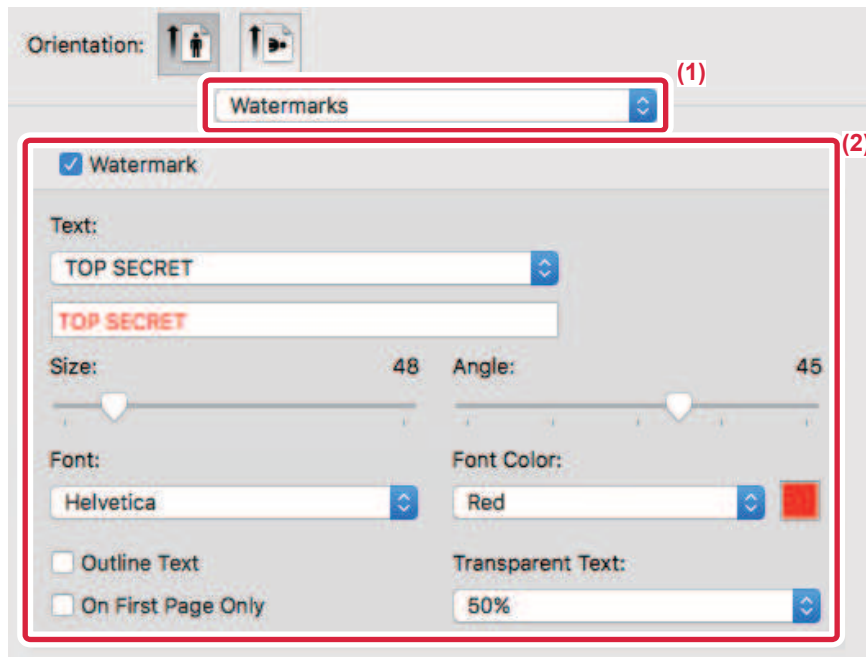 Orientation:
(1)
Watermarks
(2)
Watermark
Text:
TOP SECRET
TOP SECRET
Size: 48 Angle: 45
Font: Font Color:
Helvetica Red
Outline Text Transparent Text:
On First Page Only 50%